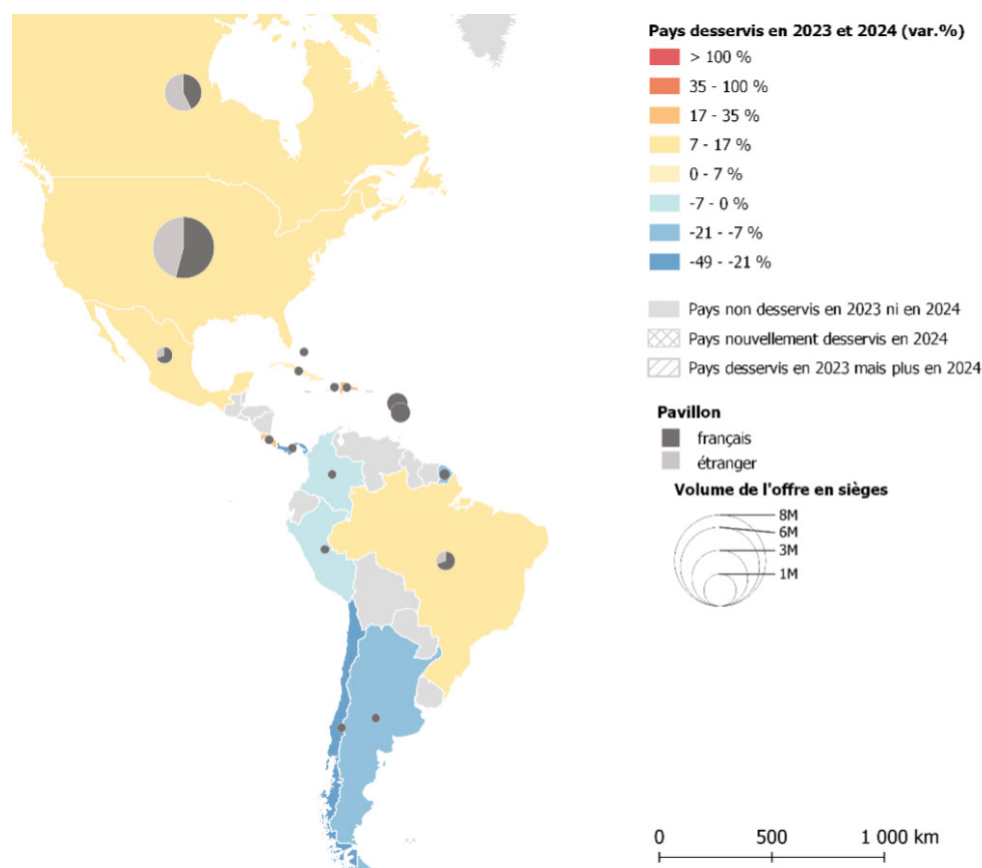 Pays desservis en 2023 et 2024 (var.%)
> 100 %
35 - 100 %
17 - 35 %
7 - 17 %
0 - 7 %
-7 - 0 %
-21 - -7 %
-49 - -21 %
Pays non desservis en 2023 ni en 2024
Pays nouvellement desservis en 2024
Pays desservis en 2023 mais plus en 2024
Pavillon
français
étranger
Volume de l'offre en sièges
8M
6M
3M
1M
0 500 1 000 km